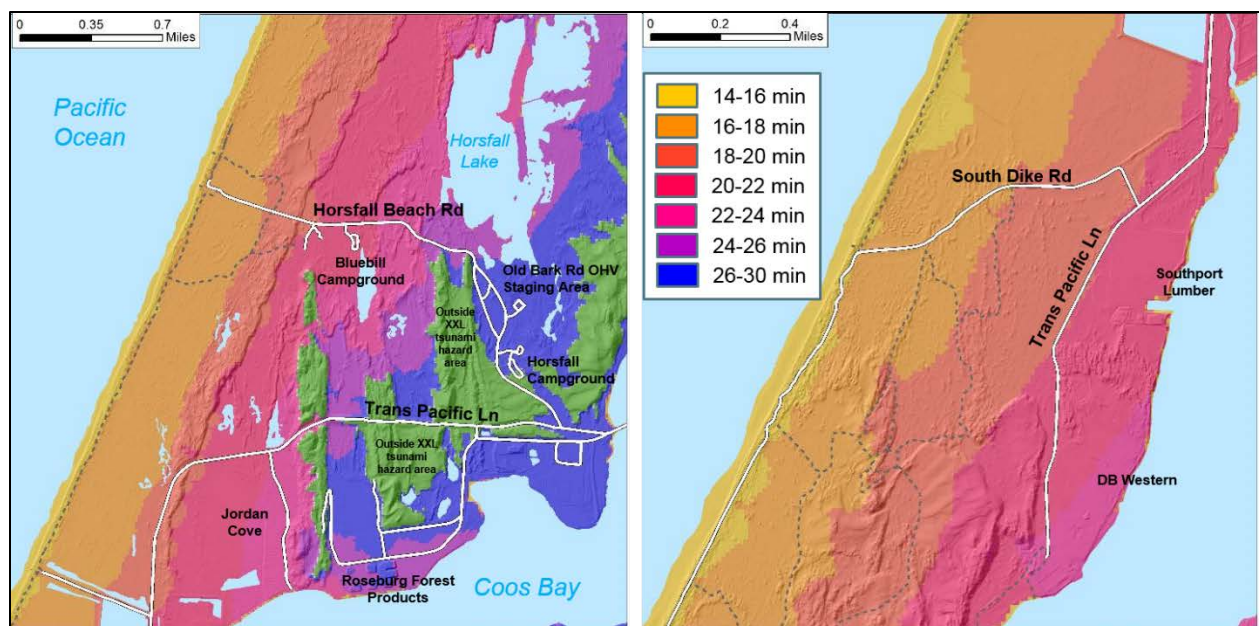 0 0.35 0.7
Miles
Pacific
Ocean
Horsfall
Lake
Horsfall Beach Rd
Bluebill
Campground
Old Bark Rd OHV
Staging Area
Outside
XXL
tsunami
hazard
area
Horsfall
Campground
Trans Pacific Ln
Outside XXL
tsunami
hazard area
Jordan
Cove
Roseburg Forest
Products
Coos Bay
0 0.2 0.4
Miles
14-16 min
16-18 min
18-20 min
20-22 min
22-24 min
24-26 min
26-30 min
South Dike Rd
Trans Pacific Ln
Southport
Lumber
DB Western